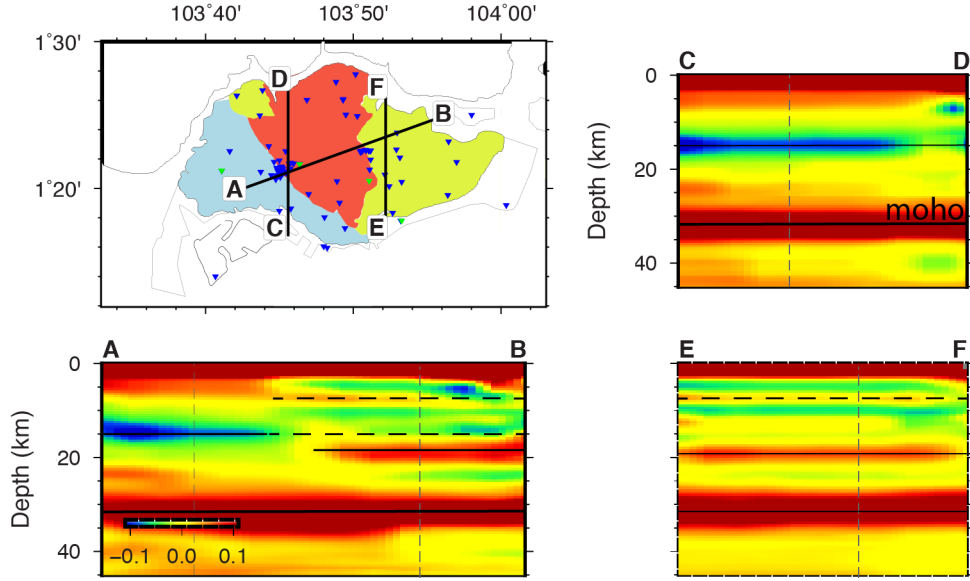 103°40' 103°50' 104°00'
1°30'
1°20'
D
F
B
A
C
E
C D
0
20
40
Depth (km)
moho
A B
0
20
40
Depth (km)
−0.1 0.0 0.1
E F